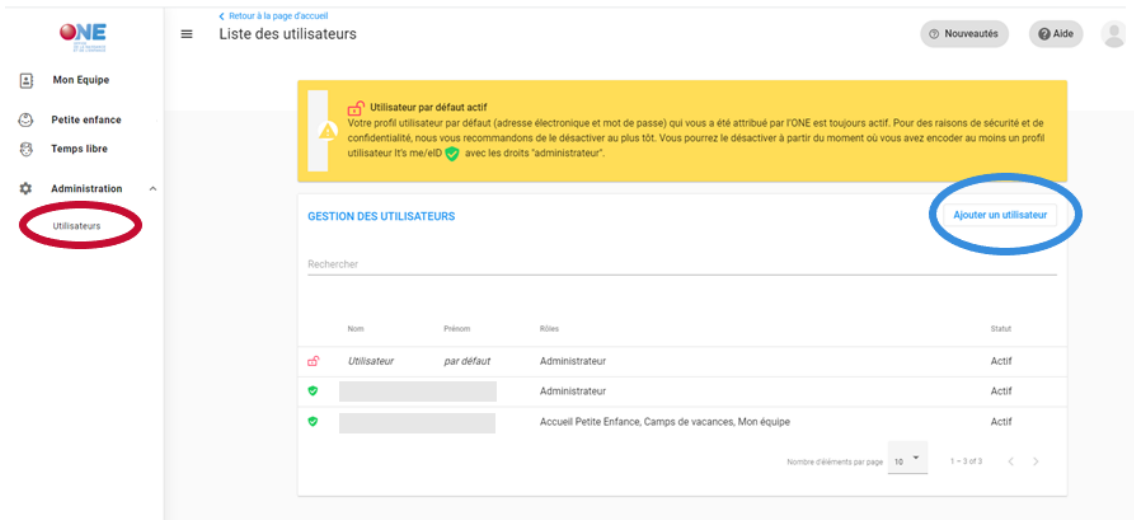 Retour à la page d'accueil
ONE
Liste des utilisateurs
Nouveautés
Aide
Mon Equipe
Petite enfance
Temps libre
Administration
Utilisateurs
Utilisateur par défaut actif
Votre profil utilisateur par défaut (adresse électronique et mot de passe) qui vous a été attribué par l'ONE est toujours actif. Pour des raisons de sécurité et de
confidentialité, nous vous recommandons de le désactiver au plus tôt. Vous pourrez le désactiver à partir du moment où vous avez encoder au moins un profil
utilisateur It's me/eID avec les droits "administrateur".
GESTION DES UTILISATEURS
Ajouter un utilisateur
Rechercher
Nom Prénom Rôles Statut
Utilisateur par défaut Administrateur Actif
Administrateur Actif
Accueil Petite Enfance, Camps de vacances, Mon équipe Actif
Nombre d'éléments par page 10 1 – 3 of 3